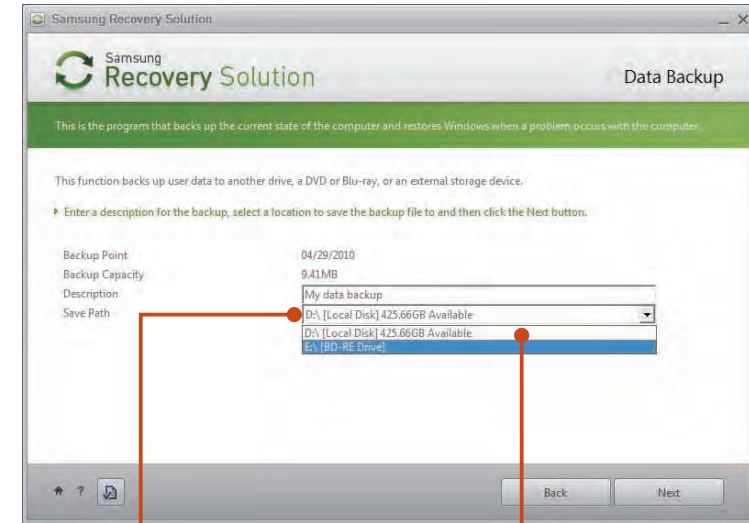 Samsung Recovery Solution
Samsung
Recovery Solution
Data Backup
This is the program that backs up the current state of the computer and restores Windows when a problem occurs with the computer.
This function backs up user data to another drive, a DVD or Blu-ray, or an external storage device.
Enter a description for the backup, select a location to save the backup file to and then click the Next button.
Backup Point 04/29/2010
Backup Capacity 9.41MB
Description My data backup
Save Path D:\ [Local Disk] 425.66GB Available
D:\ [Local Disk] 425.66GB Available
E:\ [BD-RE Drive]
? Back Next